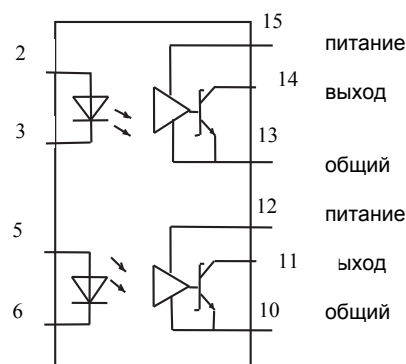 15
питание
2
14
выход
3
13
общий
12
питание
5
11
ыход
6
10
общий